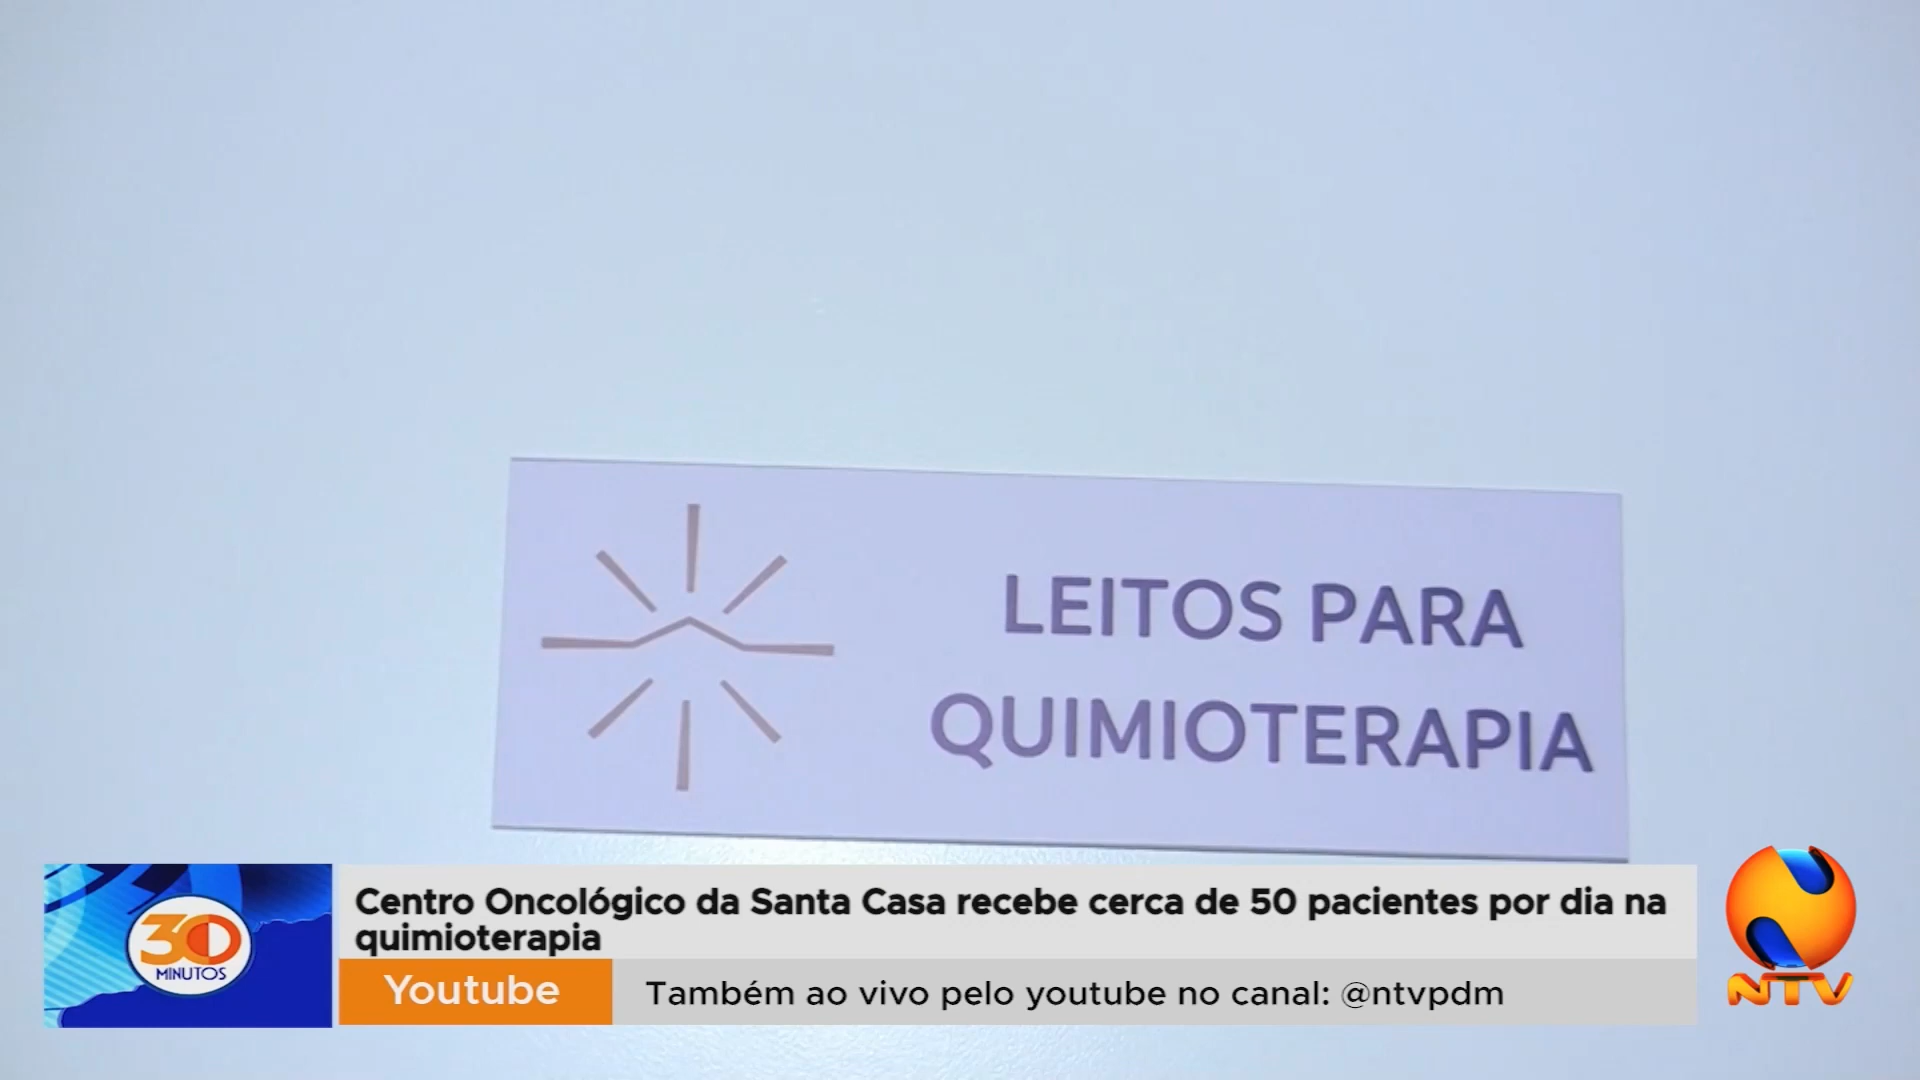 LEITOS PARA
QUIMIOTERAPIA
30
MINUTOS
Centro Oncológico da Santa Casa recebe cerca de 50 pacientes por dia na
quimioterapia
Youtube
Também ao vivo pelo youtube no canal: @ntvpdm
NTV